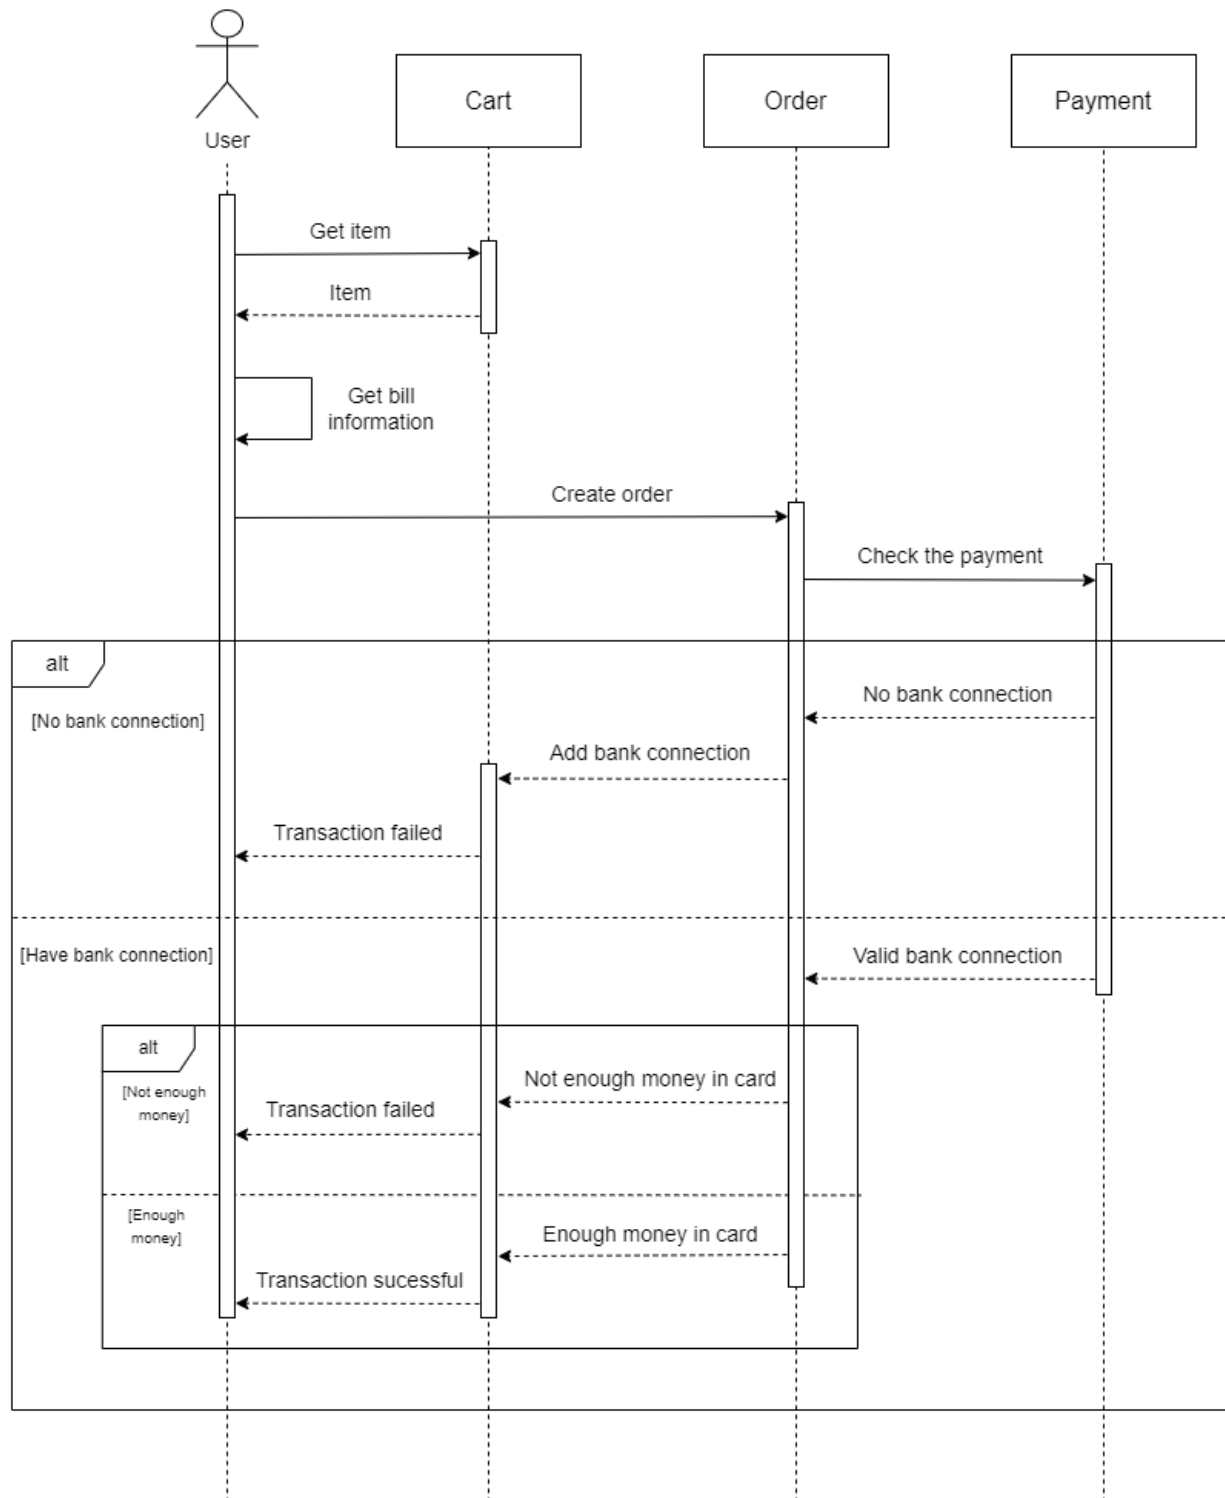 User
Cart
Order
Payment
Get item
Item
Get bill
information
Create order
Check the payment
alt
No bank connection
[No bank connection]
Add bank connection
Transaction failed
[Have bank connection]
Valid bank connection
alt
Not enough money in card
[Not enough
money]
Transaction failed
[Enough
money]
Enough money in card
Transaction sucessful